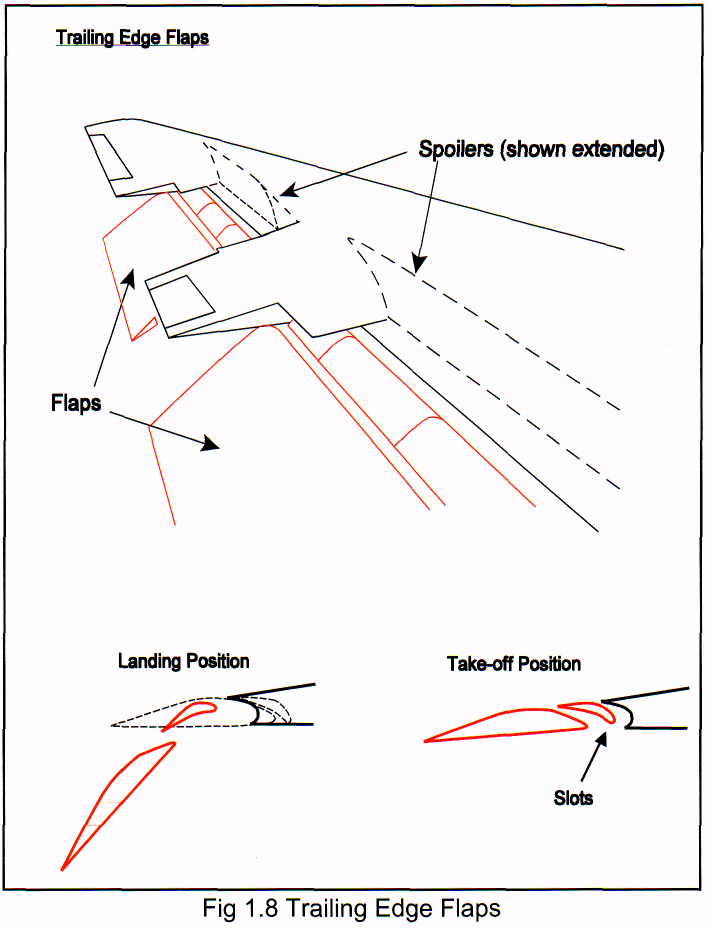 Trailing Edge Flaps
Spoilers (shown extended)
Flaps
Landing Position
Take-off Position
Slots
Fig 1.8 Trailing Edge Flaps